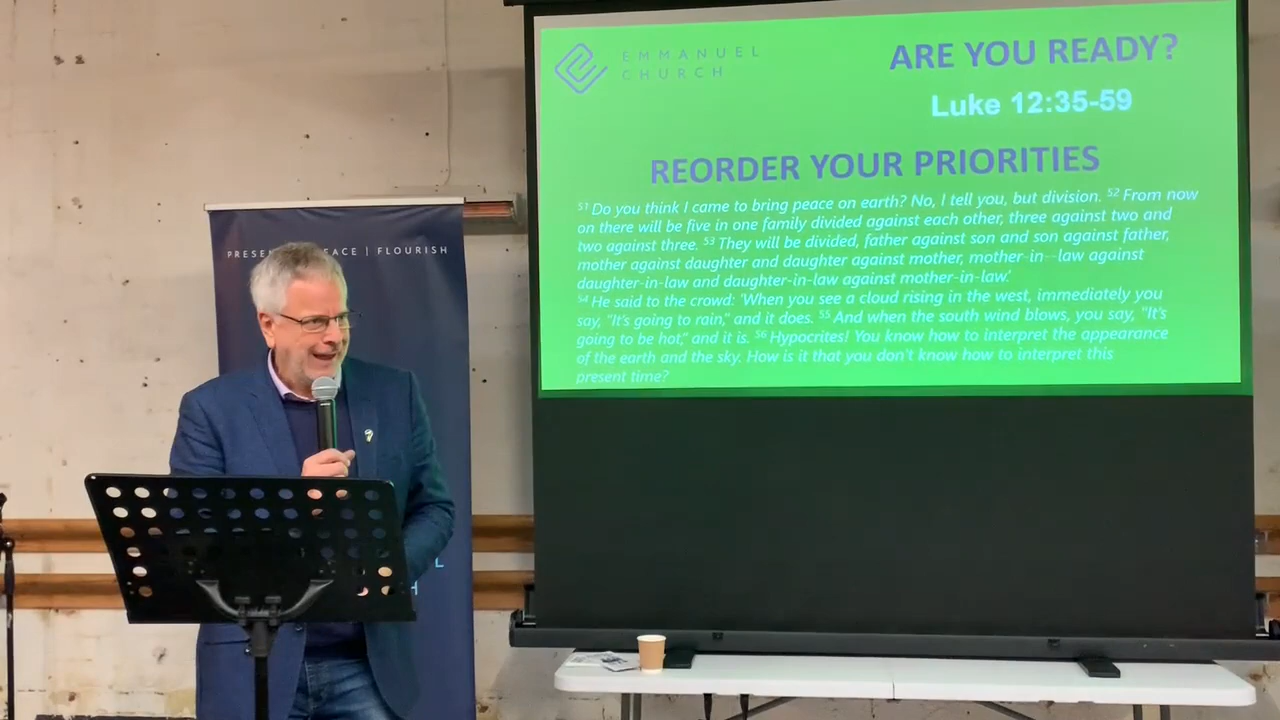 EMMANUEL
CHURCH
ARE YOU READY?
Luke 12:35-59
REORDER YOUR PRIORITIES
51 Do you think I came to bring peace on earth? No, I tell you, but division. 52 From now
on there will be five in one family divided against each other, three against two and
two against three. 53 They will be divided, father against son and son against father,
mother against daughter and daughter against mother, mother-in--law against
daughter-in-law and daughter-in-law against mother-in-law.'
54 He said to the crowd: 'When you see a cloud rising in the west, immediately you
say, "It's going to rain," and it does. 55 And when the south wind blows, you say, "It's
going to be hot," and it is. 56 Hypocrites! You know how to interpret the appearance
of the earth and the sky. How is it that you don't know how to interpret this
present time?
| FLOURISH
L
H